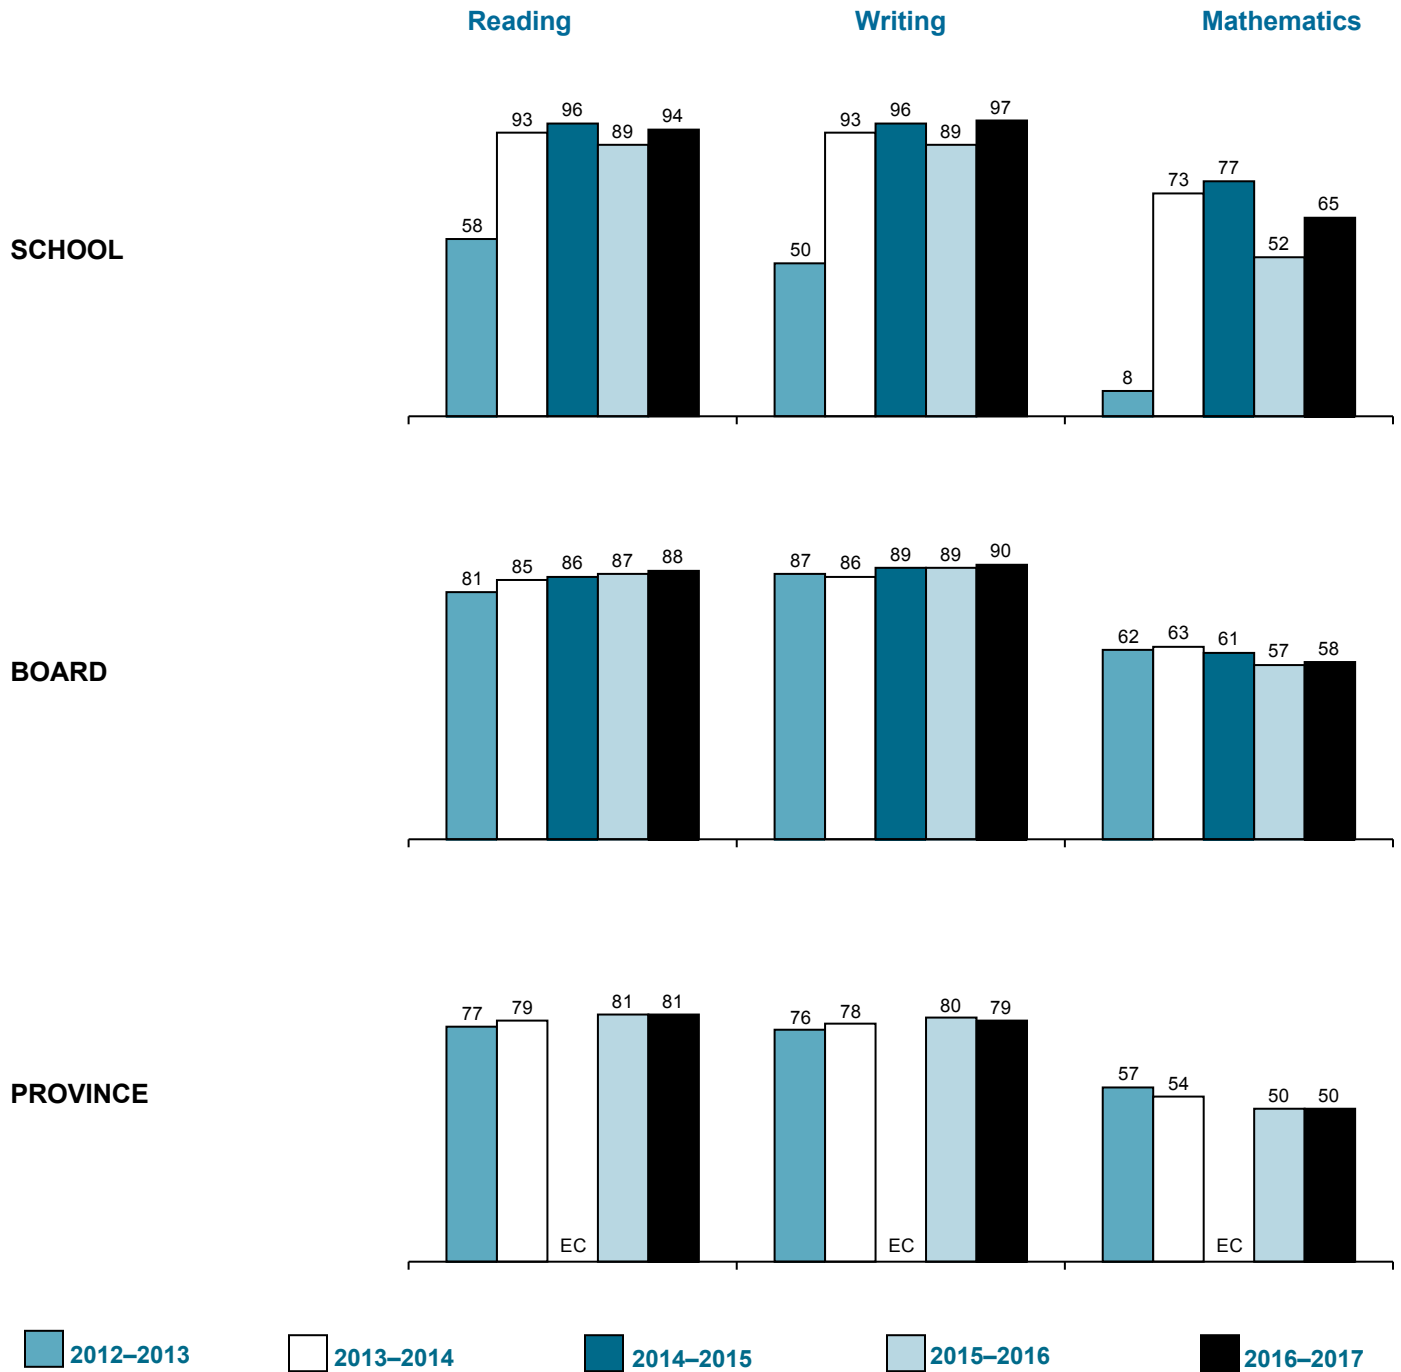 Reading Writing Mathematics
SCHOOL
58 93 96 89 94
50 93 96 89 97
8 73 77 52 65
BOARD
81 85 86 87 88
87 86 89 89 90
62 63 61 57 58
PROVINCE
77 79 EC 81 81
76 78 EC 80 79
57 54 EC 50 50
2012–2013 2013–2014 2014–2015 2015–2016 2016–2017